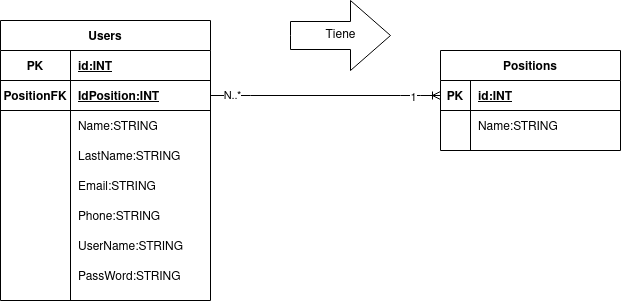 Tiene
Users
PK id:INT
PositionFK IdPosition:INT
Name:STRING
LastName:STRING
Email:STRING
Phone:STRING
UserName:STRING
PassWord:STRING
N..*
1
Positions
PK id:INT
Name:STRING